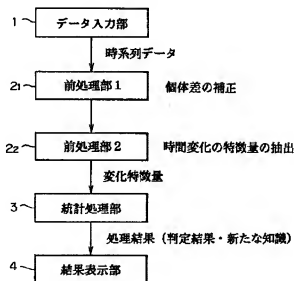 1 データ入力部
時系列データ
2₁ 前処理部1 個体差の補正
2₂ 前処理部2 時間変化の特徴量の抽出
変化特徴量
3 統計処理部
処理結果（判定結果・新たな知識）
4 結果表示部